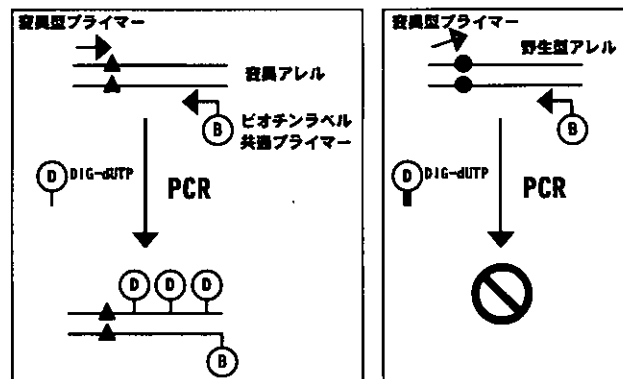 変異型プライマー
変異アレル
ビオチンラベル
共通プライマー
B
D DIG-dUTP
PCR
D D D
B
変異型プライマー
野生型アレル
B
D DIG-dUTP
PCR